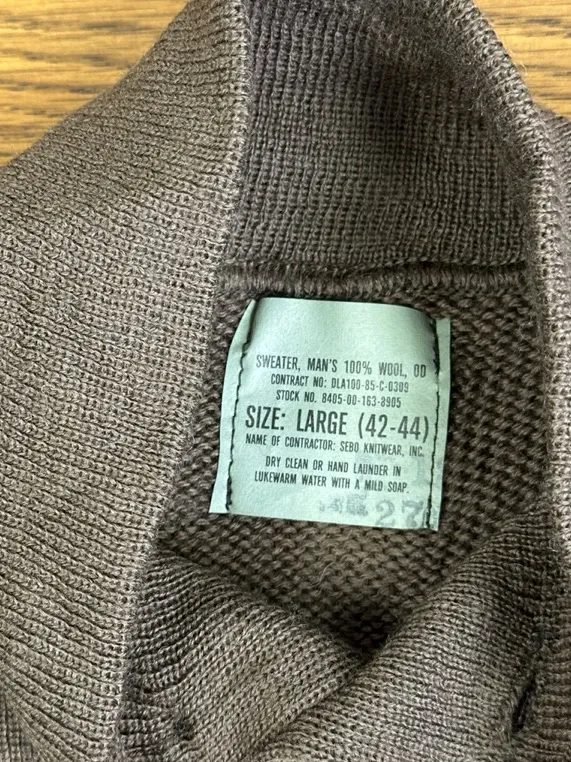 SWEATER, MAN'S 100% WOOL, OD
CONTRACT NO: DLA100-85-C-0309
STOCK NO. 8405-00-163-8905
SIZE: LARGE (42-44)
NAME OF CONTRACTOR: SEBO KNITWEAR, INC.
DRY CLEAN OR HAND LAUNDER IN
LUKEWARM WATER WITH A MILD SOAP.
27